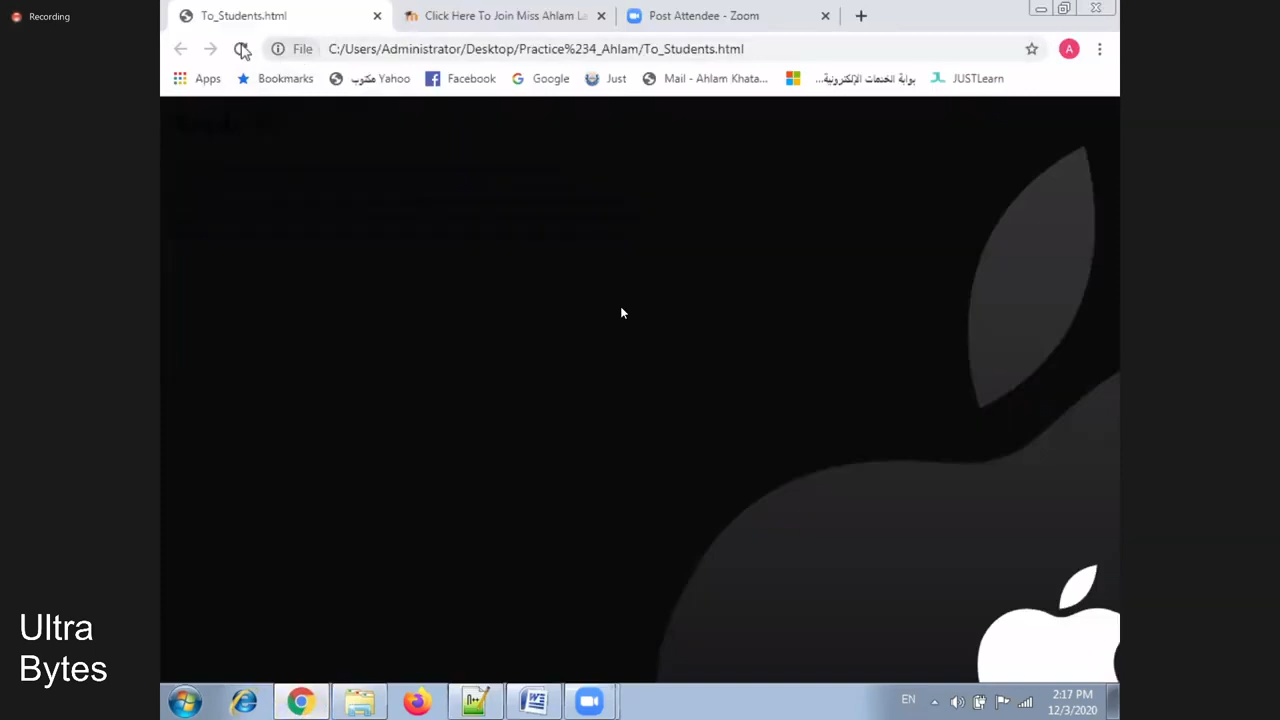 Recording
To_Students.html
Click Here To Join Miss Ahlam La
Post Attendee - Zoom
File
C:/Users/Administrator/Desktop/Practice%234_Ahlam/To_Students.html
A
Apps
Bookmarks
مكتوب Yahoo
Facebook
Google
Just
Mail - Ahlam Khata...
بوابة الخدمات الإلكترونية...
JUSTLearn
Ultra
Bytes
EN
2:17 PM
12/3/2020